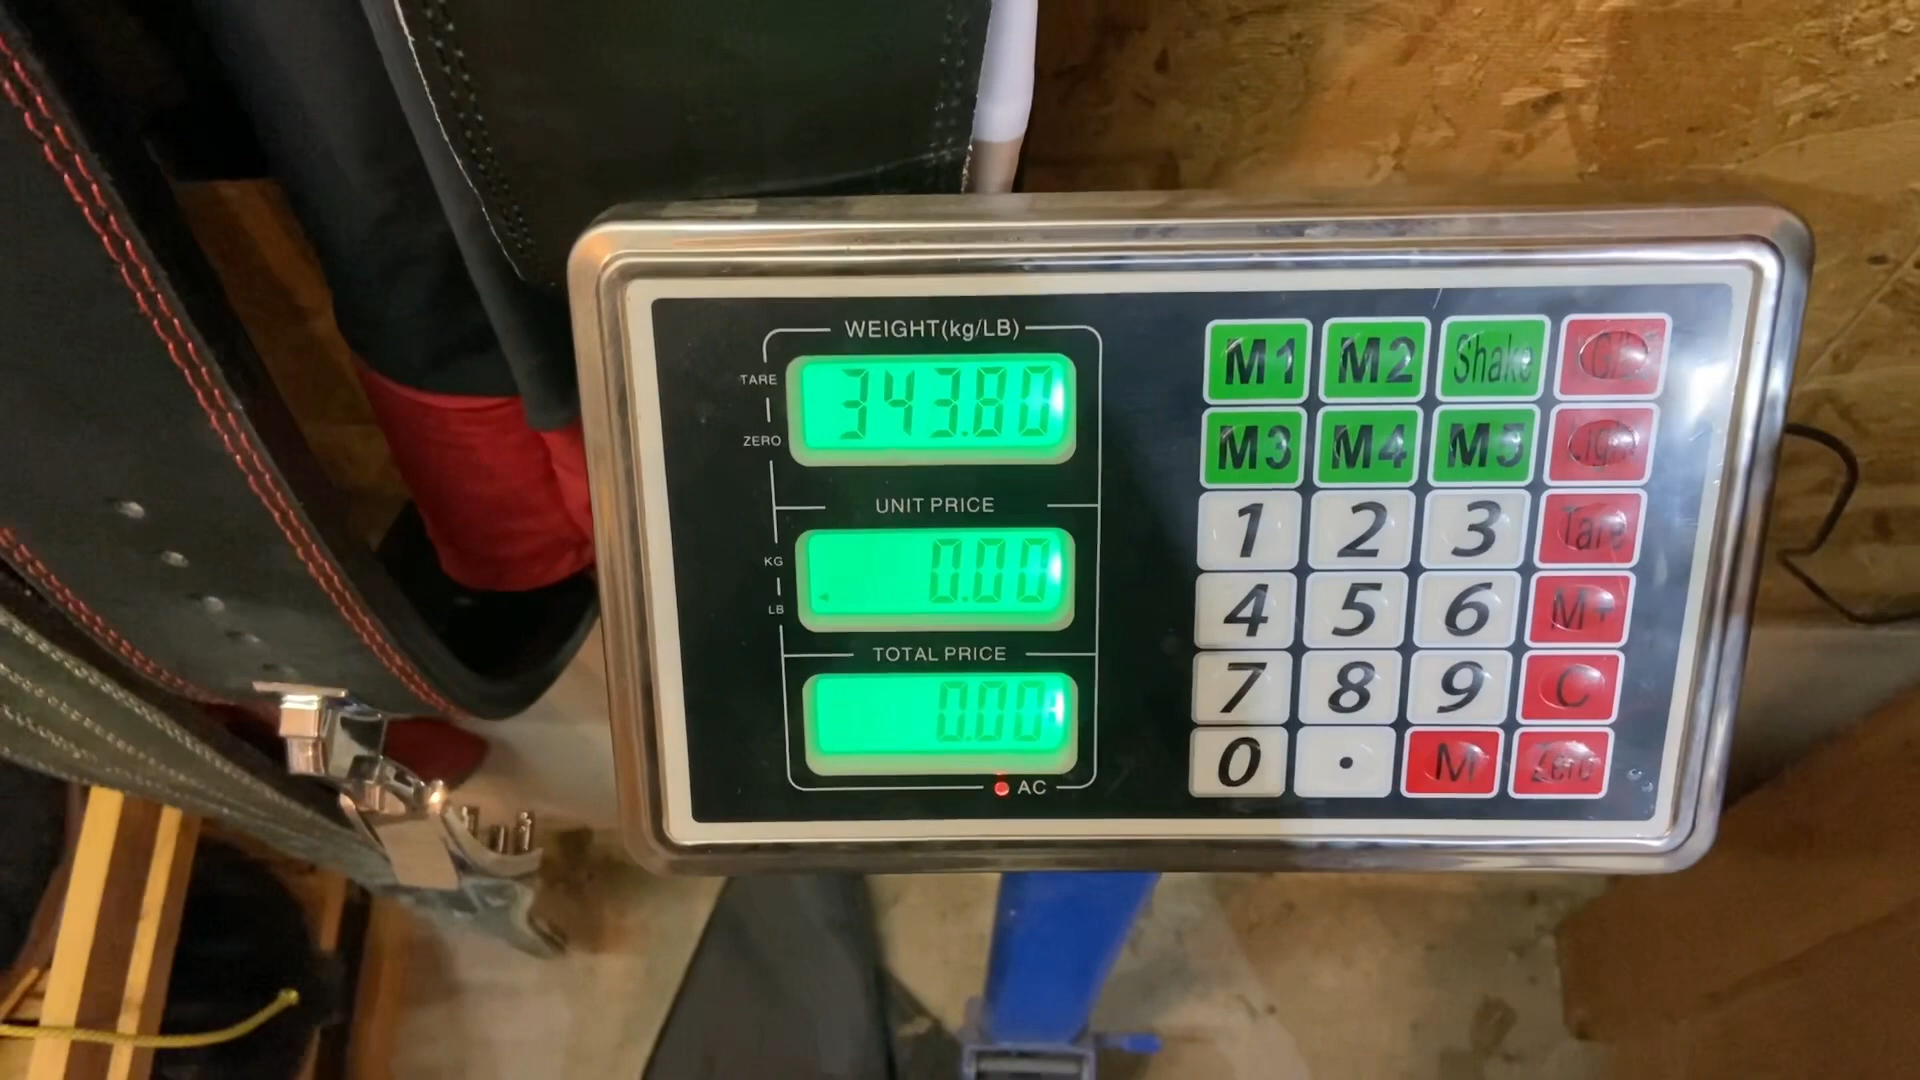 WEIGHT(kg/LB)
TARE
ZERO
343.80
UNIT PRICE
KG
LB
0.00
TOTAL PRICE
0.00
AC
M1 M2 Shake
M3 M4 M5 Light
1 2 3 Tare
4 5 6 M+
7 8 9 C
0 . M Zero